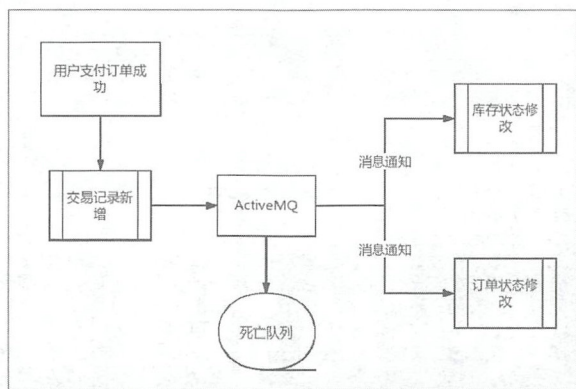 用户支付订单成
功
交易记录新
增
ActiveMQ
死亡队列
消息通知
消息通知
库存状态修
改
订单状态修
改